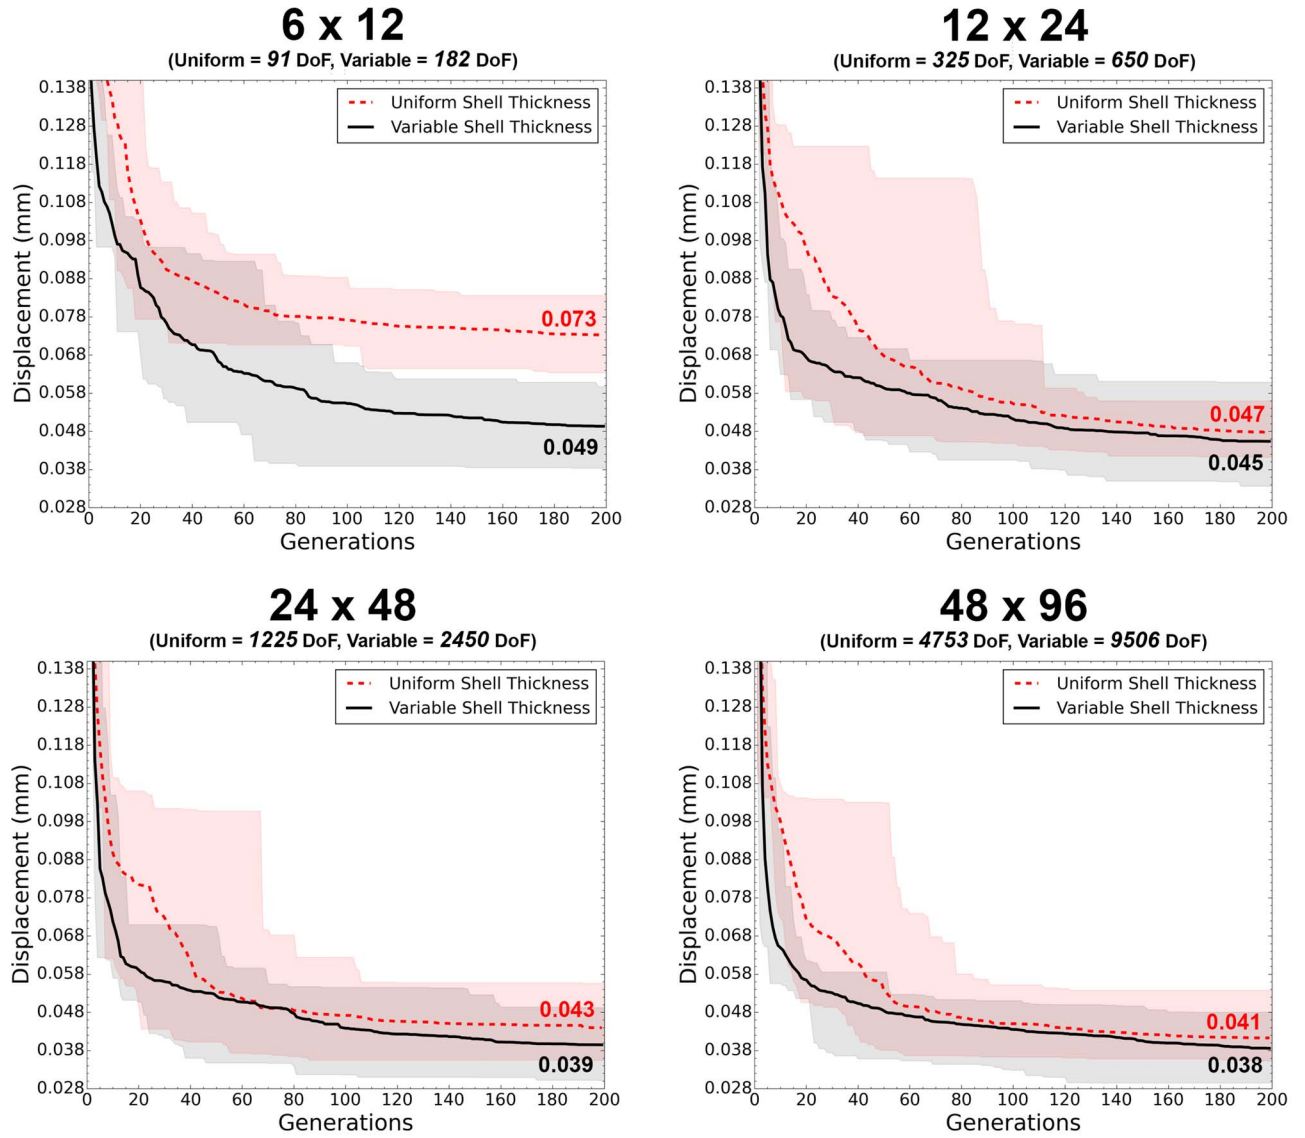 6 x 12
(Uniform = 91 DoF, Variable = 182 DoF)
Displacement (mm)
0.138
0.128
0.118
0.108
0.098
0.088
0.078
0.068
0.058
0.048
0.038
0.028
Uniform Shell Thickness
Variable Shell Thickness
0.073
0.049
0 20 40 60 80 100 120 140 160 180 200
Generations
12 x 24
(Uniform = 325 DoF, Variable = 650 DoF)
Displacement (mm)
0.138
0.128
0.118
0.108
0.098
0.088
0.078
0.068
0.058
0.048
0.038
0.028
Uniform Shell Thickness
Variable Shell Thickness
0.047
0.045
0 20 40 60 80 100 120 140 160 180 200
Generations
24 x 48
(Uniform = 1225 DoF, Variable = 2450 DoF)
Displacement (mm)
0.138
0.128
0.118
0.108
0.098
0.088
0.078
0.068
0.058
0.048
0.038
0.028
Uniform Shell Thickness
Variable Shell Thickness
0.043
0.039
0 20 40 60 80 100 120 140 160 180 200
Generations
48 x 96
(Uniform = 4753 DoF, Variable = 9506 DoF)
Displacement (mm)
0.138
0.128
0.118
0.108
0.098
0.088
0.078
0.068
0.058
0.048
0.038
0.028
Uniform Shell Thickness
Variable Shell Thickness
0.041
0.038
0 20 40 60 80 100 120 140 160 180 200
Generations